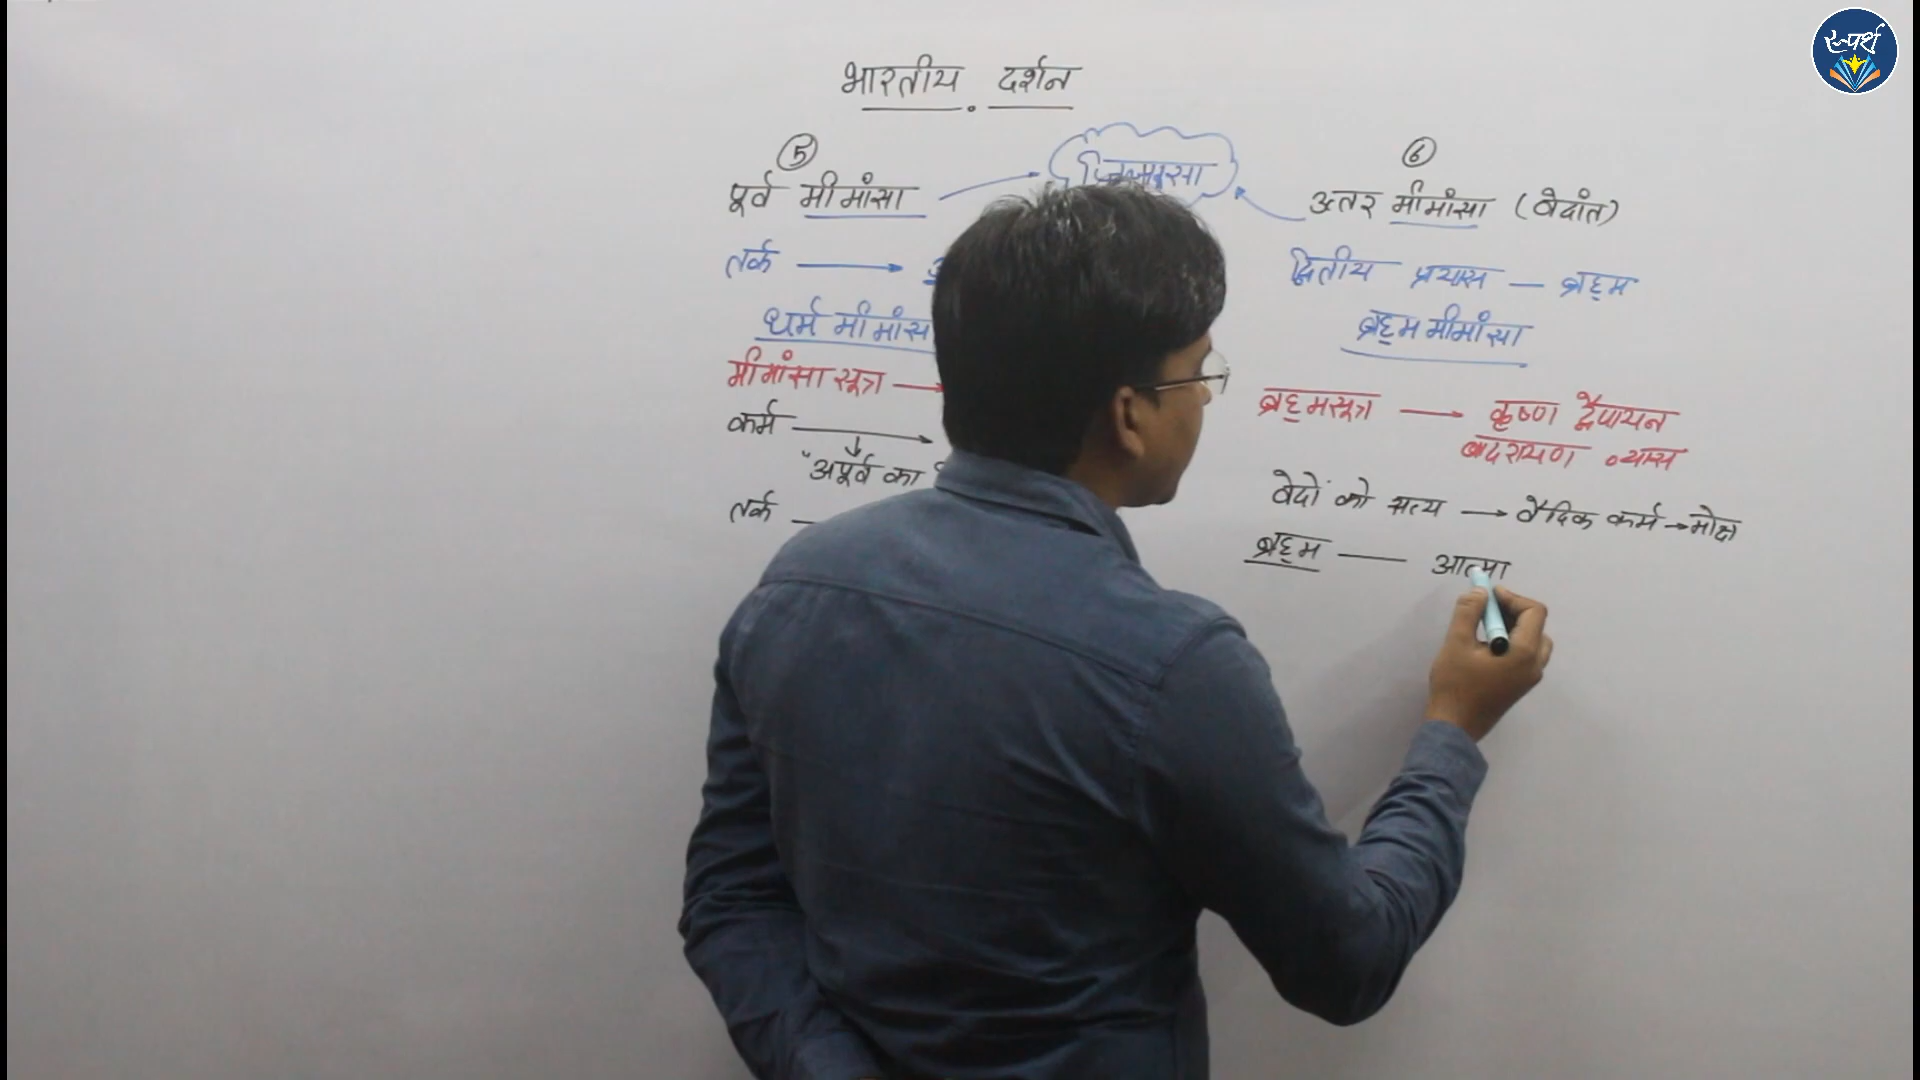 स्पर्श
भारतीय दर्शन
5
पूर्व मीमांसा
तर्क
धर्म मीमांसा
मीमांसा सूत्र
कर्म
"अपूर्व का
तर्क
जिज्ञासा
6
उत्तर मीमांसा (वेदांत)
द्वितीय प्रयास — ब्रह्म
ब्रह्म मीमांसा
ब्रह्मसूत्र → कृष्ण द्वैपायन
बादरायण व्यास
वेदों को सत्य → वैदिक कर्म → मोक्ष
ब्रह्म — आत्मा